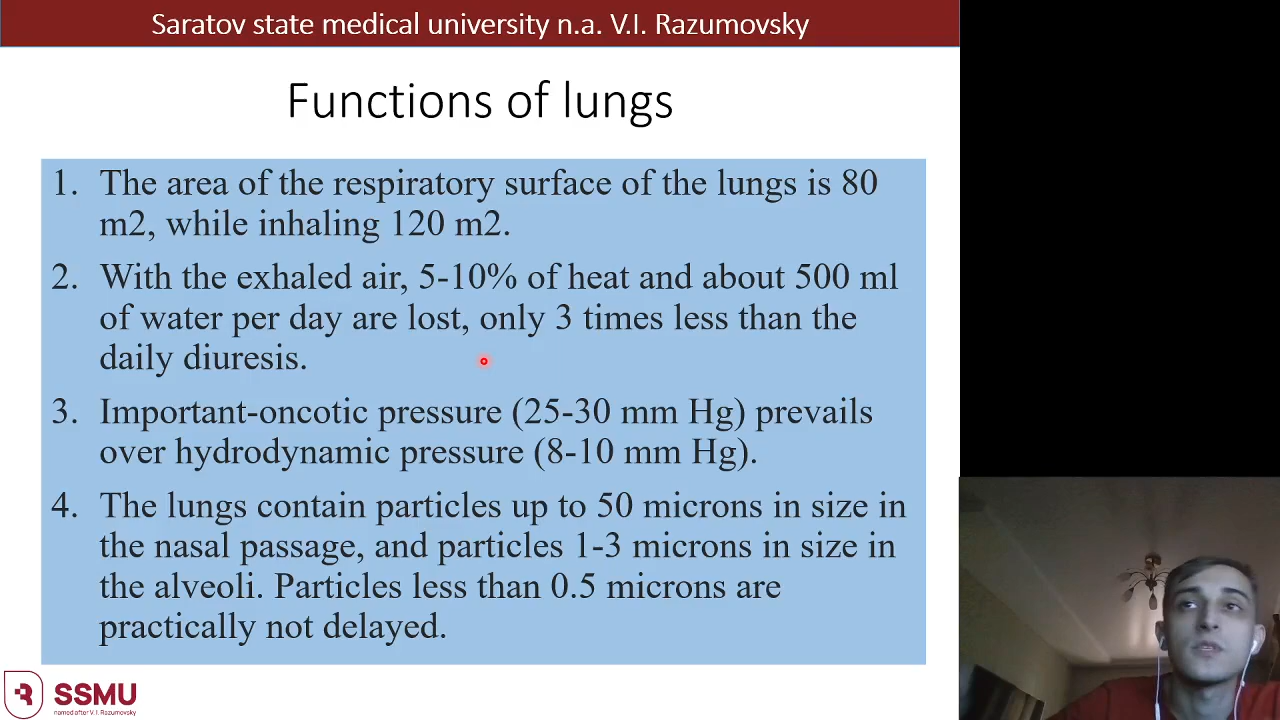 Saratov state medical university n.a. V.I. Razumovsky
Functions of lungs
1. The area of the respiratory surface of the lungs is 80
m2, while inhaling 120 m2.
2. With the exhaled air, 5-10% of heat and about 500 ml
of water per day are lost, only 3 times less than the
daily diuresis.
3. Important-oncotic pressure (25-30 mm Hg) prevails
over hydrodynamic pressure (8-10 mm Hg).
4. The lungs contain particles up to 50 microns in size in
the nasal passage, and particles 1-3 microns in size in
the alveoli. Particles less than 0.5 microns are
practically not delayed.
SSMU
named after V. I. Razumovsky